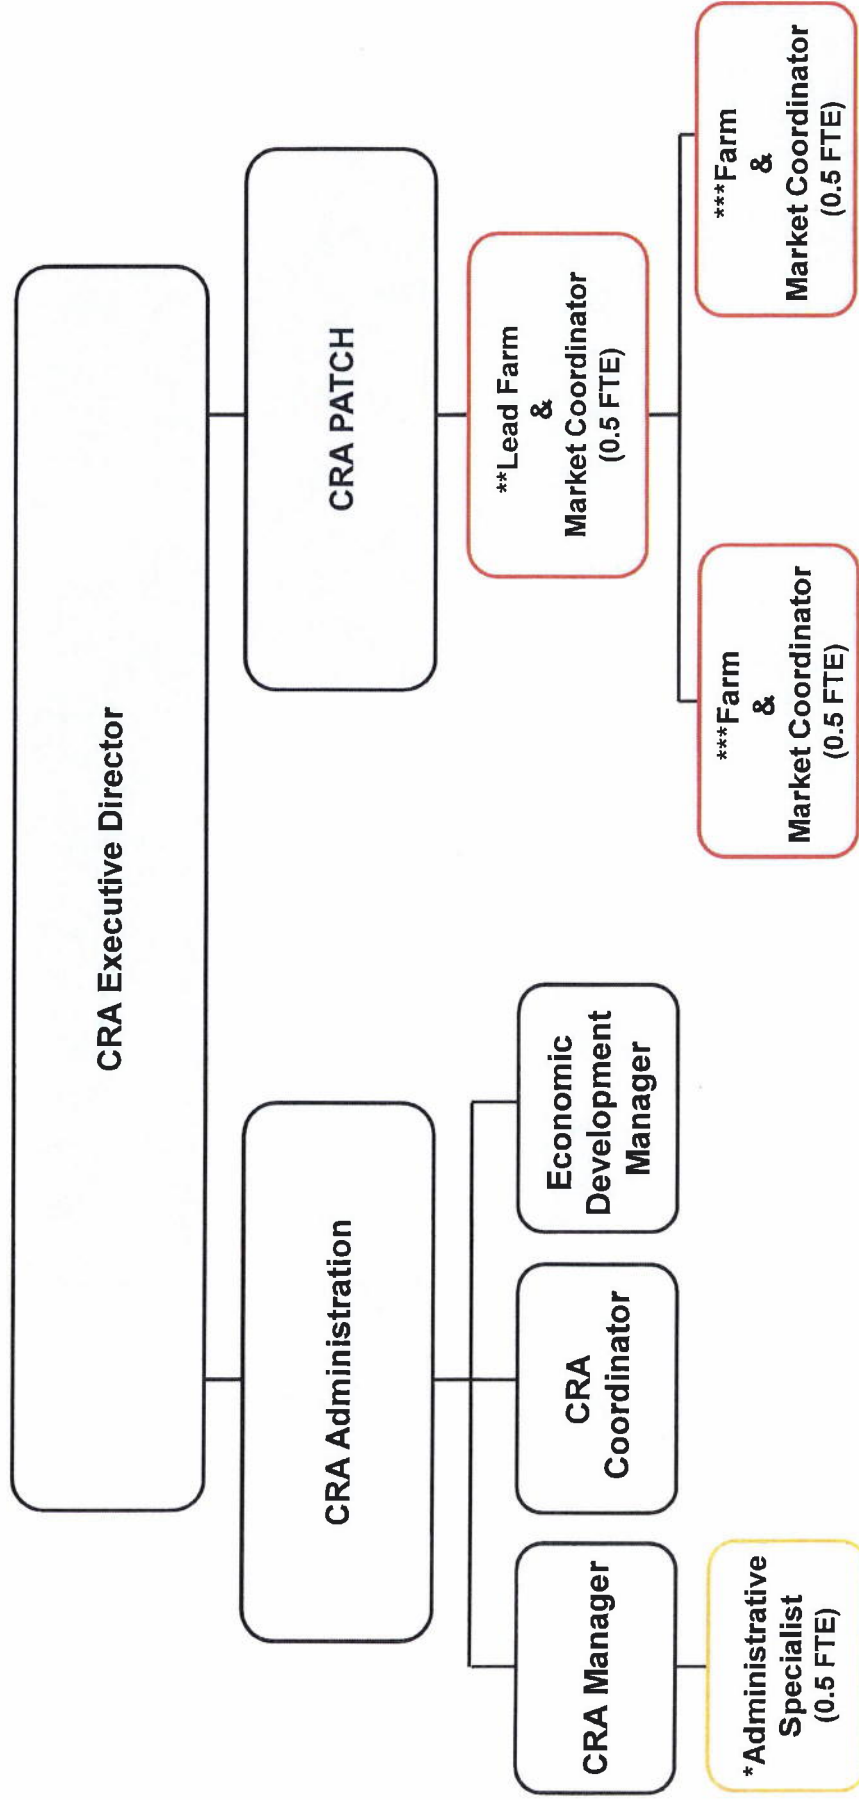 CRA Executive Director
CRA Administration
CRA PATCH
CRA Manager
CRA
Coordinator
Economic
Development
Manager
**Lead Farm
&
Market Coordinator
(0.5 FTE)
*Administrative
Specialist
(0.5 FTE)
***Farm
&
Market Coordinator
(0.5 FTE)
***Farm
&
Market Coordinator
(0.5 FTE)